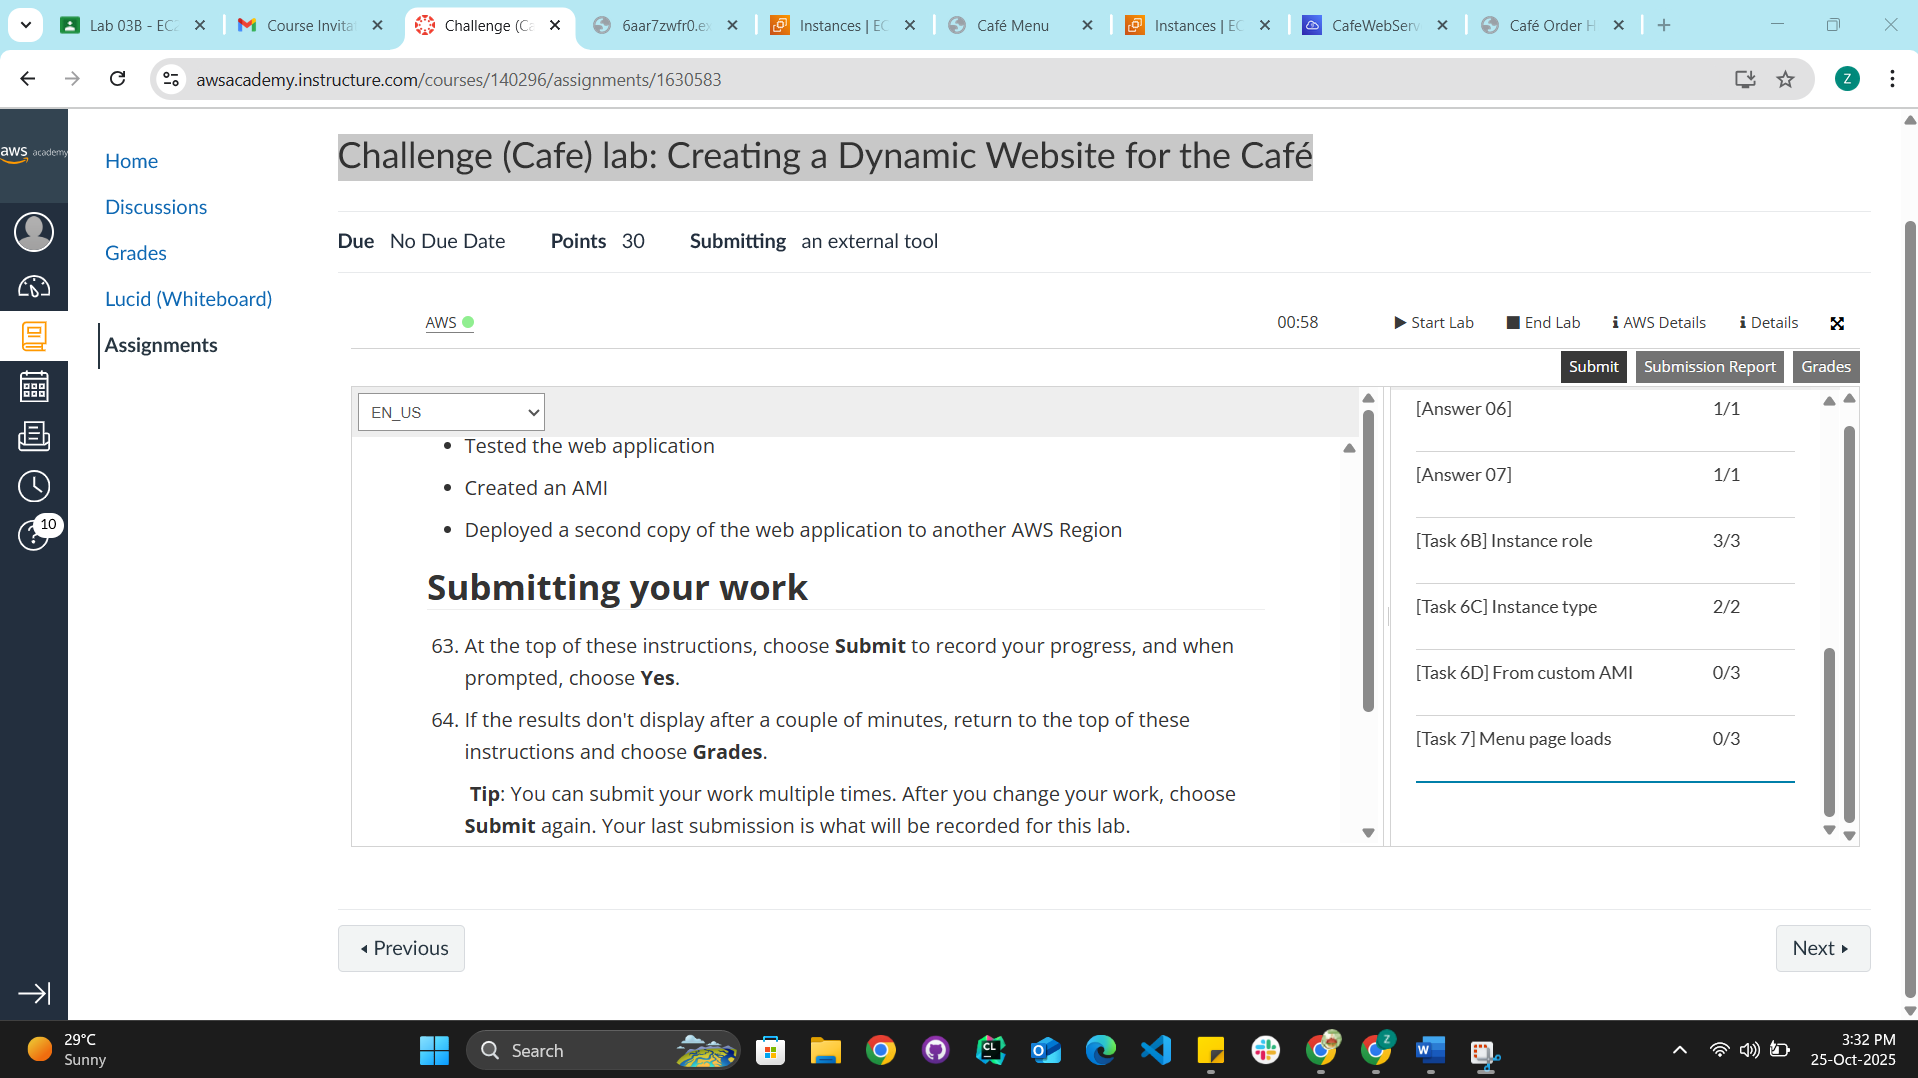 Lab 03B - EC2
Course Invitat
Challenge (Ca
6aar7zwfr0.ex
Instances | EC
Café Menu
Instances | EC
CafeWebServ
Café Order H
awsacademy.instructure.com/courses/140296/assignments/1630583
Z
aws academy
10
Home
Discussions
Grades
Lucid (Whiteboard)
Assignments
Challenge (Cafe) lab: Creating a Dynamic Website for the Café
Due No Due Date Points 30 Submitting an external tool
AWS 00:58 Start Lab End Lab AWS Details Details
Submit Submission Report Grades
EN_US
• Tested the web application
• Created an AMI
• Deployed a second copy of the web application to another AWS Region
Submitting your work
63. At the top of these instructions, choose Submit to record your progress, and when
prompted, choose Yes.
64. If the results don't display after a couple of minutes, return to the top of these
instructions and choose Grades.
Tip: You can submit your work multiple times. After you change your work, choose
Submit again. Your last submission is what will be recorded for this lab.
[Answer 06] 1/1
[Answer 07] 1/1
[Task 6B] Instance role 3/3
[Task 6C] Instance type 2/2
[Task 6D] From custom AMI 0/3
[Task 7] Menu page loads 0/3
Previous
Next
29°C
Sunny
Search
CL
Z
W
3:32 PM
25-Oct-2025